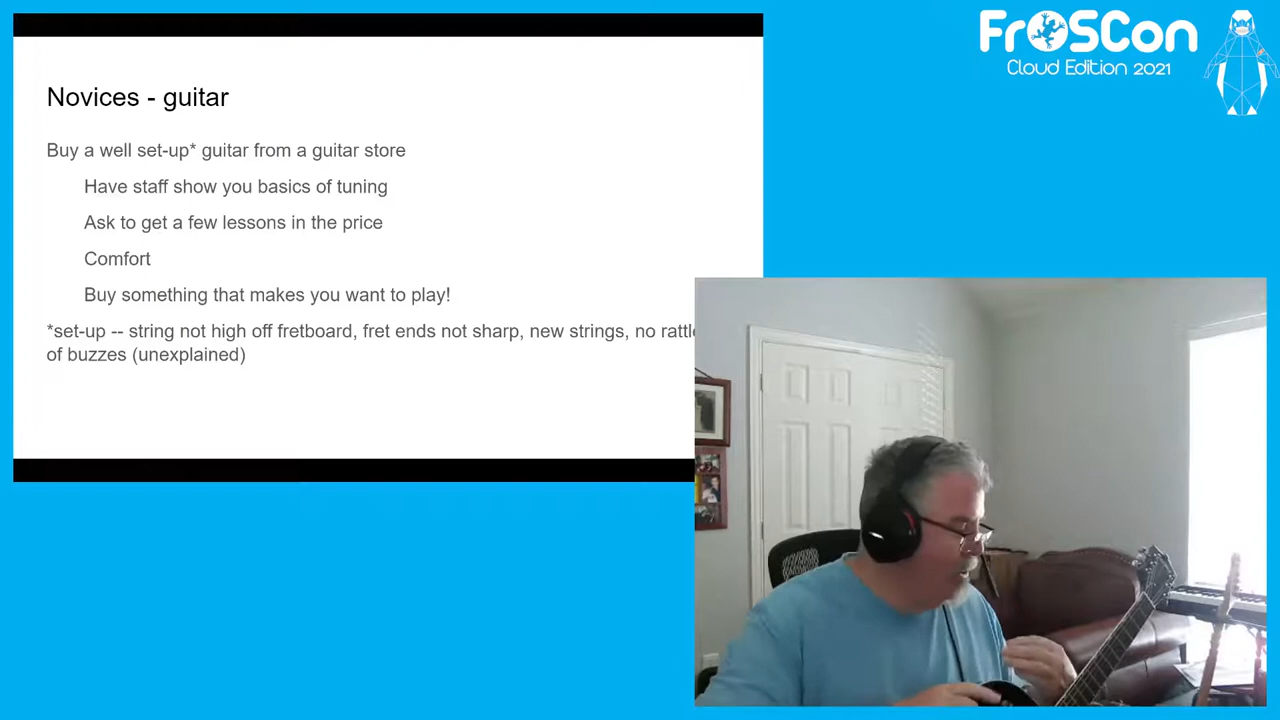 FrOSCon
Cloud Edition 2021
Novices - guitar
Buy a well set-up* guitar from a guitar store
Have staff show you basics of tuning
Ask to get a few lessons in the price
Comfort
Buy something that makes you want to play!
*set-up -- string not high off fretboard, fret ends not sharp, new strings, no
of buzzes (unexplained)